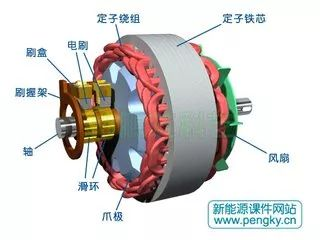 定子绕组
定子铁芯
刷盒
电刷
刷握架
轴
滑环
爪极
风扇
新能源课件网站
www.pengky.cn